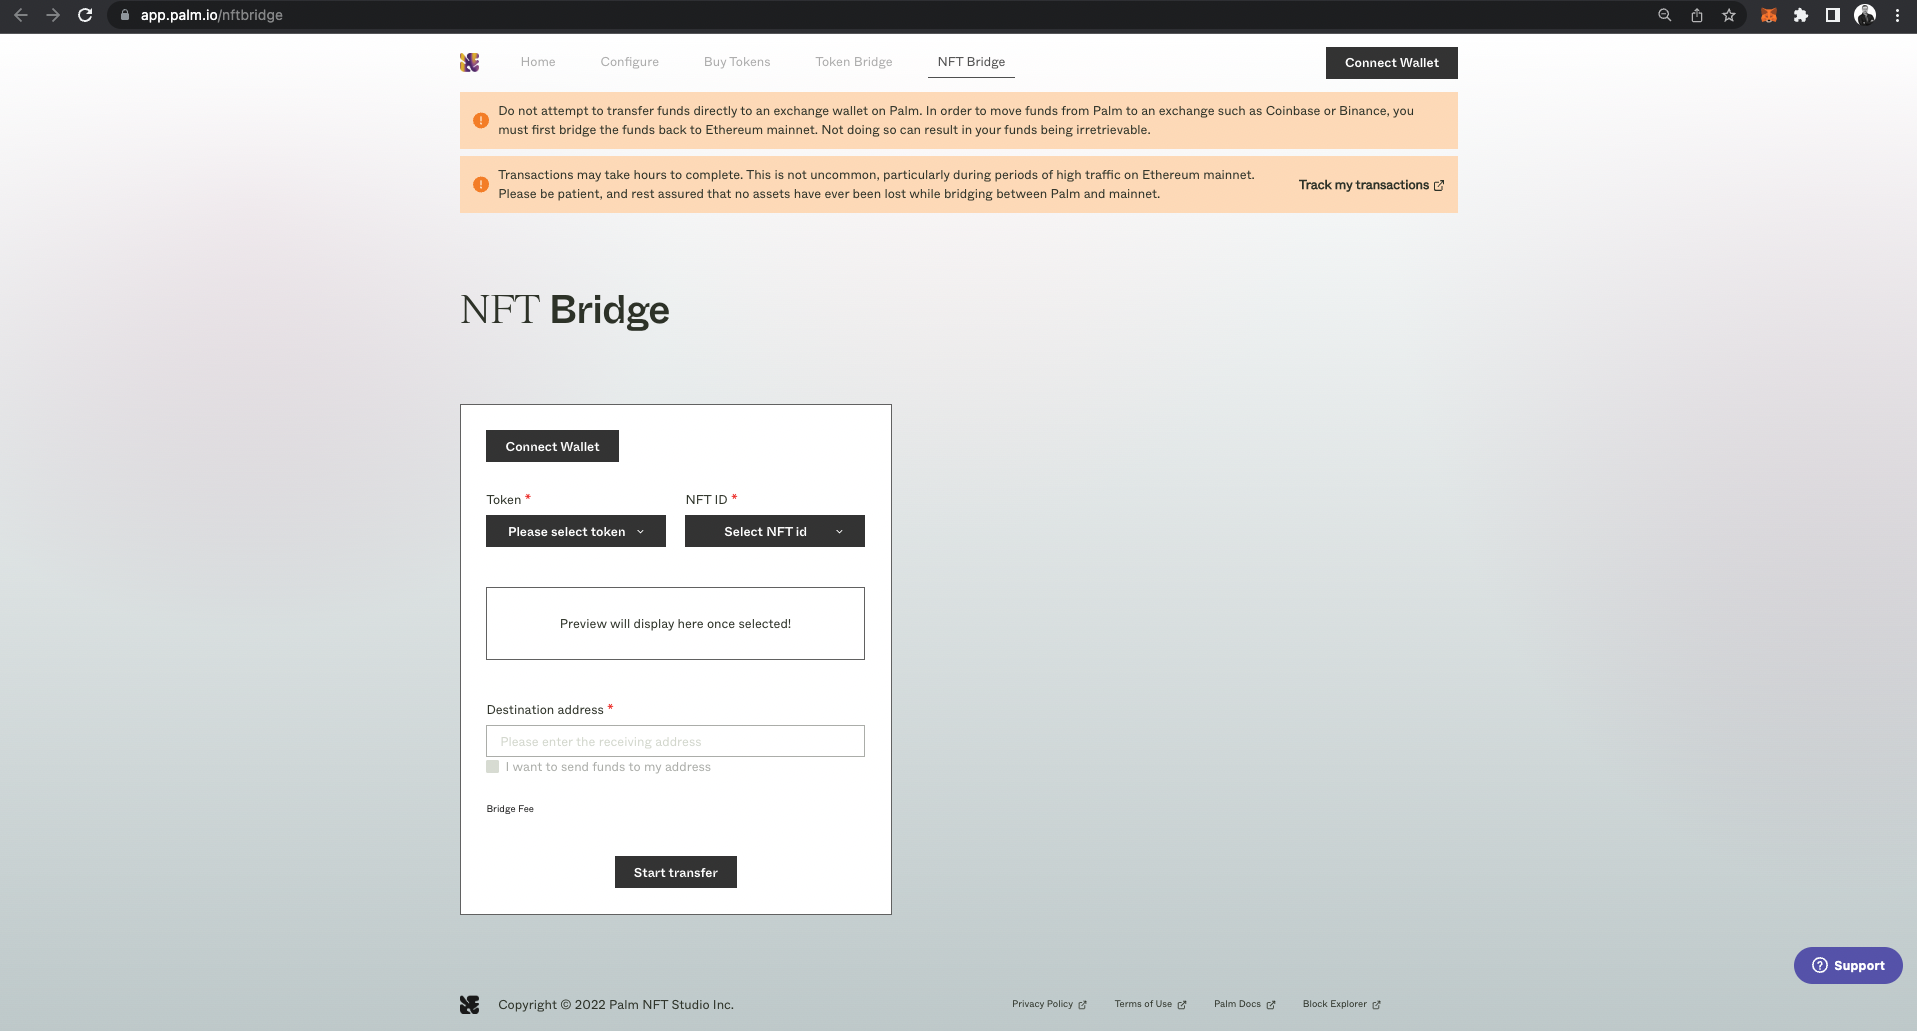 app.palm.io/nftbridge
Home Configure Buy Tokens Token Bridge NFT Bridge Connect Wallet
Do not attempt to transfer funds directly to an exchange wallet on Palm. In order to move funds from Palm to an exchange such as Coinbase or Binance, you
must first bridge the funds back to Ethereum mainnet. Not doing so can result in your funds being irretrievable.
Transactions may take hours to complete. This is not uncommon, particularly during periods of high traffic on Ethereum mainnet.
Please be patient, and rest assured that no assets have ever been lost while bridging between Palm and mainnet.
Track my transactions
NFT Bridge
Connect Wallet
Token * NFT ID *
Please select token Select NFT id
Preview will display here once selected!
Destination address *
Please enter the receiving address
I want to send funds to my address
Bridge Fee
Start transfer
Support
Copyright © 2022 Palm NFT Studio Inc. Privacy Policy Terms of Use Palm Docs Block Explorer